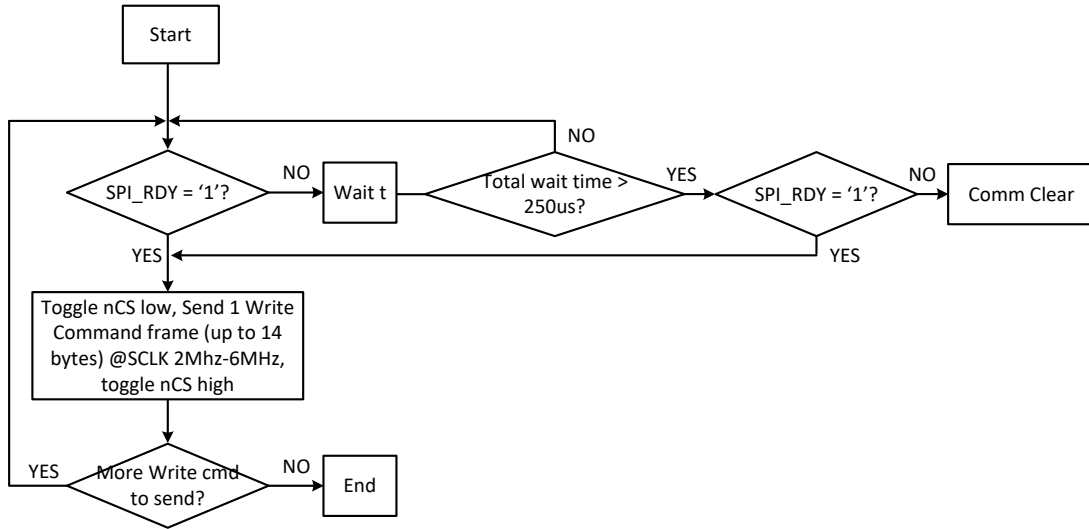 Start
NO
SPI_RDY = ‘1’?
NO
Wait t
Total wait time >
250us?
YES
SPI_RDY = ‘1’?
NO
Comm Clear
YES
YES
Toggle nCS low, Send 1 Write
Command frame (up to 14
bytes) @SCLK 2Mhz-6MHz,
toggle nCS high
YES
More Write cmd
to send?
NO
End